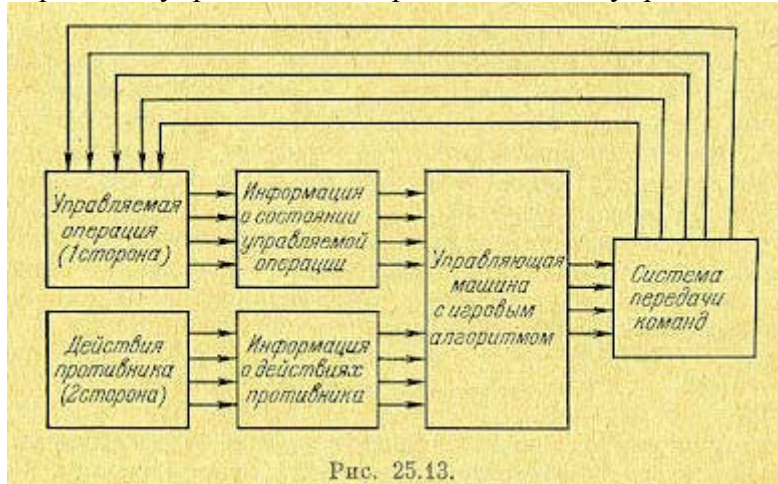 Управляемая
операция
(1сторона)
Информация
о состоянии
управляемой
операции
Управляющая
машина
с игровым
алгоритмом
Система
передачи
команд
Действия
противника
(2сторона)
Информация
о действиях
противника
Рис. 25.13.